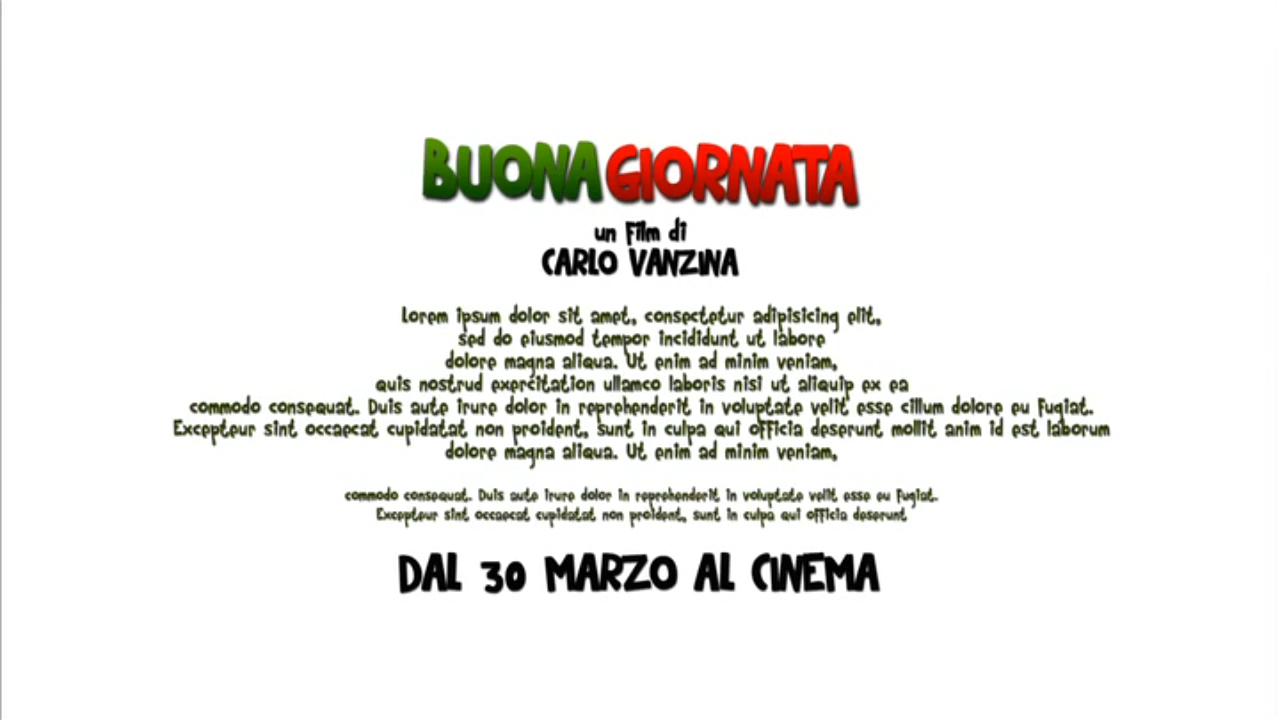 BUONAGIORNATA
un film di
CARLO VANZINA
Lorem ipsum dolor sit amet, consectetur adipisicing elit,
sed do eiusmod tempor incididunt ut labore
dolore magna aliqua. Ut enim ad minim veniam,
quis nostrud exercitation ullamco laboris nisi ut aliquip ex ea
commodo consequat. Duis aute irure dolor in reprehenderit in voluptate velit esse cillum dolore eu fugiat.
Excepteur sint occaecat cupidatat non proident, sunt in culpa qui officia deserunt mollit anim id est laborum
dolore magna aliqua. Ut enim ad minim veniam,
commodo consequat. Duis aute irure dolor in reprehenderit in voluptate velit esse eu fugiat.
Excepteur sint occaecat cupidatat non proident, sunt in culpa qui officia deserunt
DAL 30 MARZO AL CINEMA